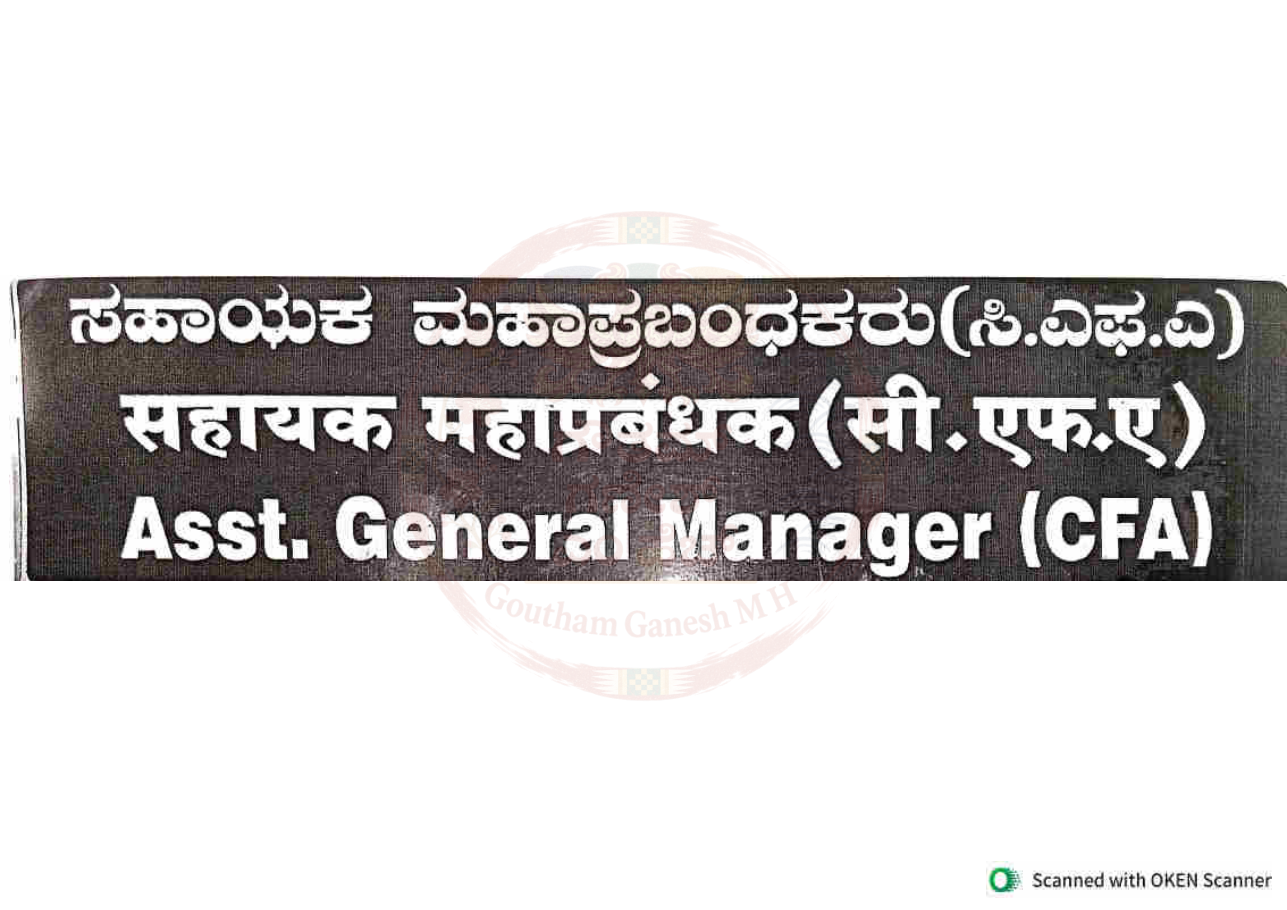 ಸಹಾಯಕ ಮಹಾಪ್ರಬಂಧಕರು(ಸಿ.ಎಫ.ಎ)
सहायक महाप्रबंधक(सी.एफ.ए)
Asst. General Manager (CFA)
Goutham Ganesh M H
Scanned with OKEN Scanner